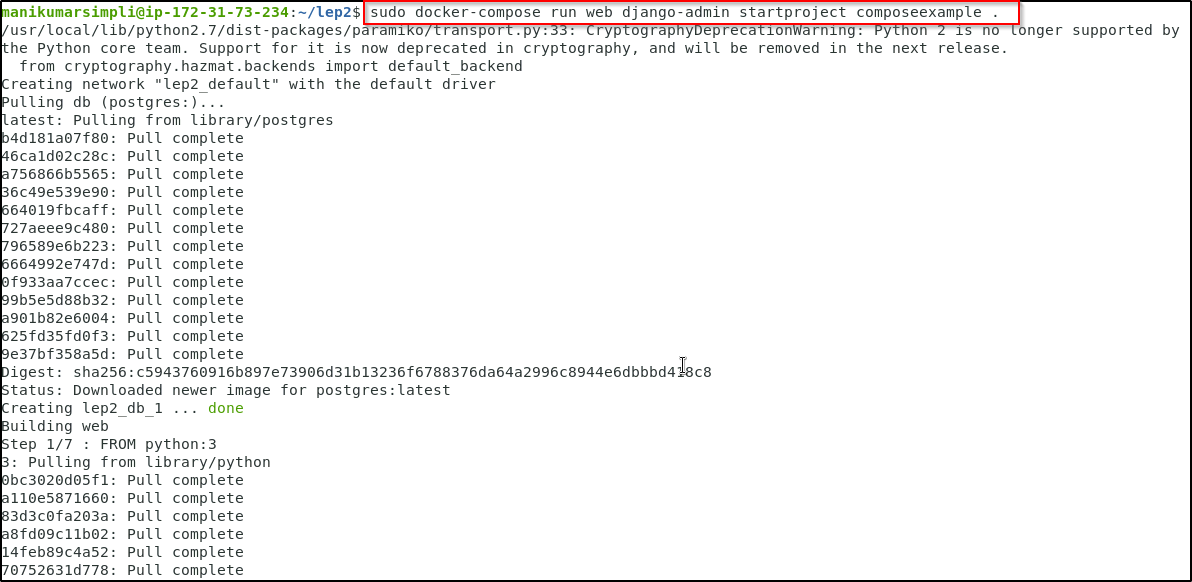 manikumarsimpli@ip-172-31-73-234:~/lep2$ sudo docker-compose run web django-admin startproject composeexample .
/usr/local/lib/python2.7/dist-packages/paramiko/transport.py:33: CryptographyDeprecationWarning: Python 2 is no longer supported by
the Python core team. Support for it is now deprecated in cryptography, and will be removed in the next release.
  from cryptography.hazmat.backends import default_backend
Creating network "lep2_default" with the default driver
Pulling db (postgres:)...
latest: Pulling from library/postgres
b4d181a07f80: Pull complete
46ca1d02c28c: Pull complete
a756866b5565: Pull complete
36c49e539e90: Pull complete
664019fbcaff: Pull complete
727aeee9c480: Pull complete
796589e6b223: Pull complete
6664992e747d: Pull complete
0f933aa7ccec: Pull complete
99b5e5d88b32: Pull complete
a901b82e6004: Pull complete
625fd35fd0f3: Pull complete
9e37bf358a5d: Pull complete
Digest: sha256:c5943760916b897e73906d31b13236f6788376da64a2996c8944e6dbbbd418c8
Status: Downloaded newer image for postgres:latest
Creating lep2_db_1 ... done
Building web
Step 1/7 : FROM python:3
3: Pulling from library/python
0bc3020d05f1: Pull complete
a110e5871660: Pull complete
83d3c0fa203a: Pull complete
a8fd09c11b02: Pull complete
14feb89c4a52: Pull complete
70752631d778: Pull complete